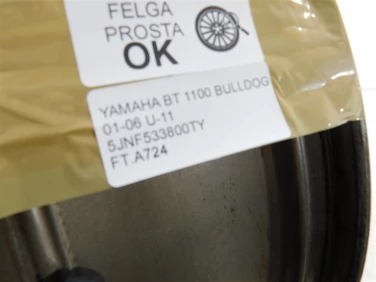 FELGA
PROSTA
OK
YAMAHA BT 1100 BULLDOG
01-06 U-11
5JNF533800TY
FT.A724